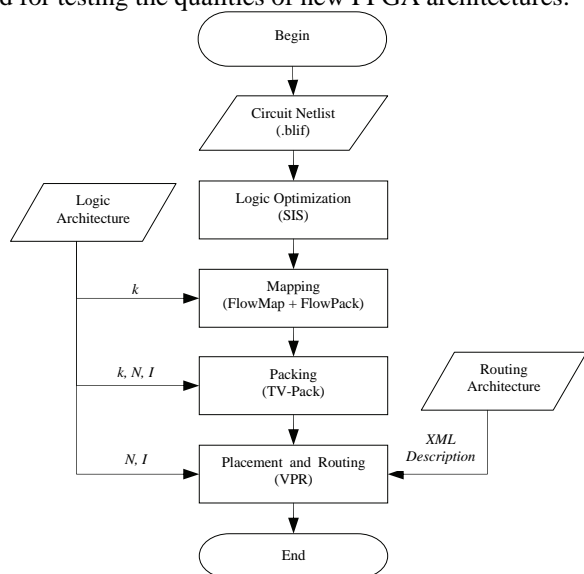 d for testing the qualities of new FPGA architectures.
Begin
Circuit Netlist
(.blif)
Logic
Architecture
Logic Optimization
(SIS)
k
Mapping
(FlowMap + FlowPack)
k, N, I
Packing
(TV-Pack)
Routing
Architecture
XML
Description
N, I
Placement and Routing
(VPR)
End